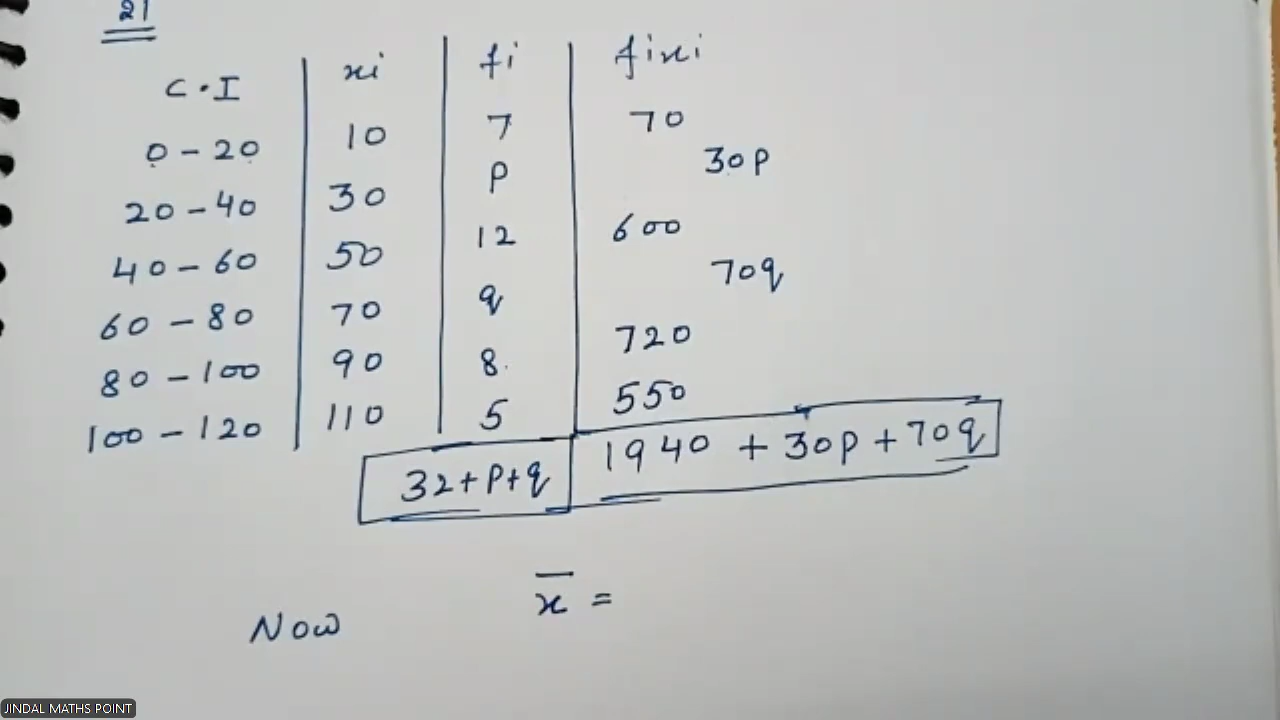 21
C.I xi fi fixi
0-20 10 7 70
20-40 30 P 30P
40-60 50 12 600
60-80 70 q 70q
80-100 90 8. 720
100-120 110 5 550
32+P+q 1940 + 30P + 70q
Now x̄ =
JINDAL MATHS POINT